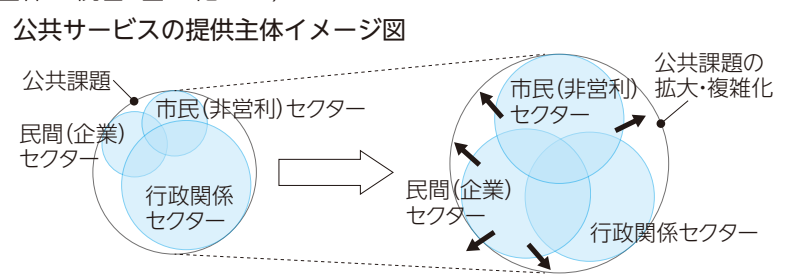 公共サービスの提供主体イメージ図
公共課題
市民(非営利)セクター
民間(企業)
セクター
行政関係
セクター
公共課題の
拡大・複雑化
市民(非営利)
セクター
民間(企業)
セクター
行政関係セクター